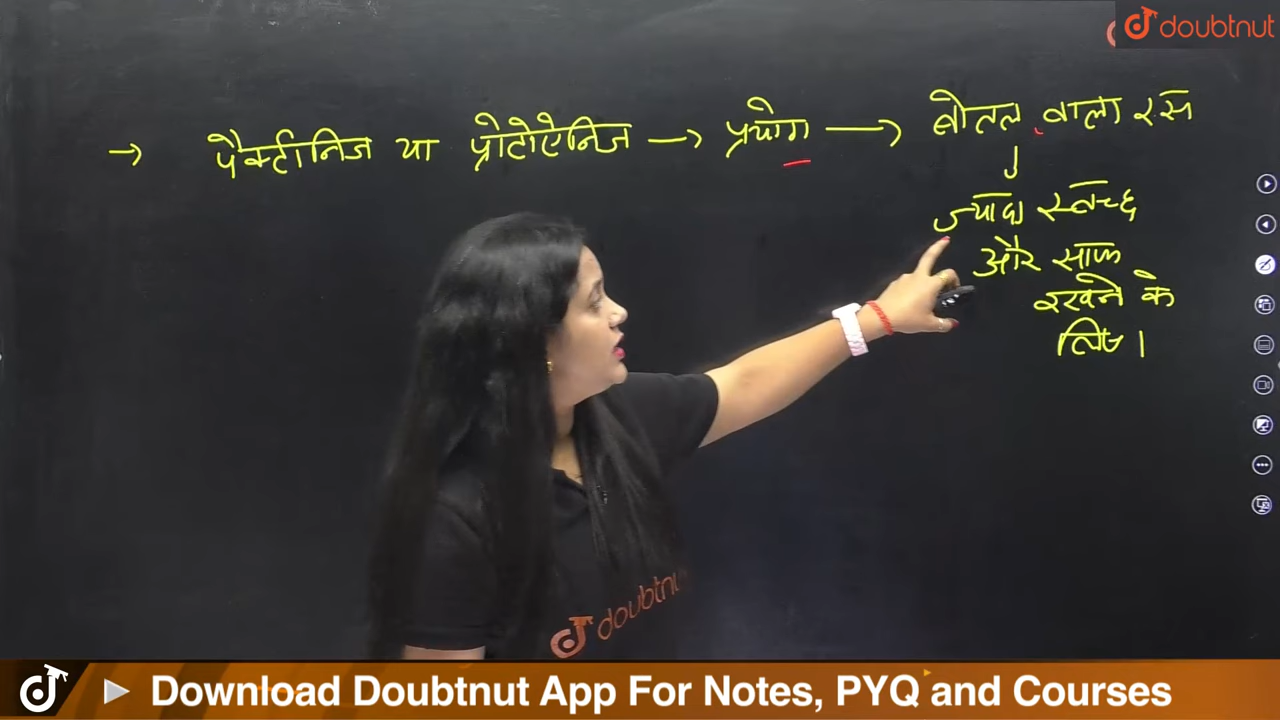 doubtnut
→ पैक्टीनिज या प्रोटोऐनिज → प्रयोग → बोतल वाला रस
↓
ज्यादा स्वच्छ
और साफ
रखने के
लिए।
doubtnut
Download Doubtnut App For Notes, PYQ and Courses